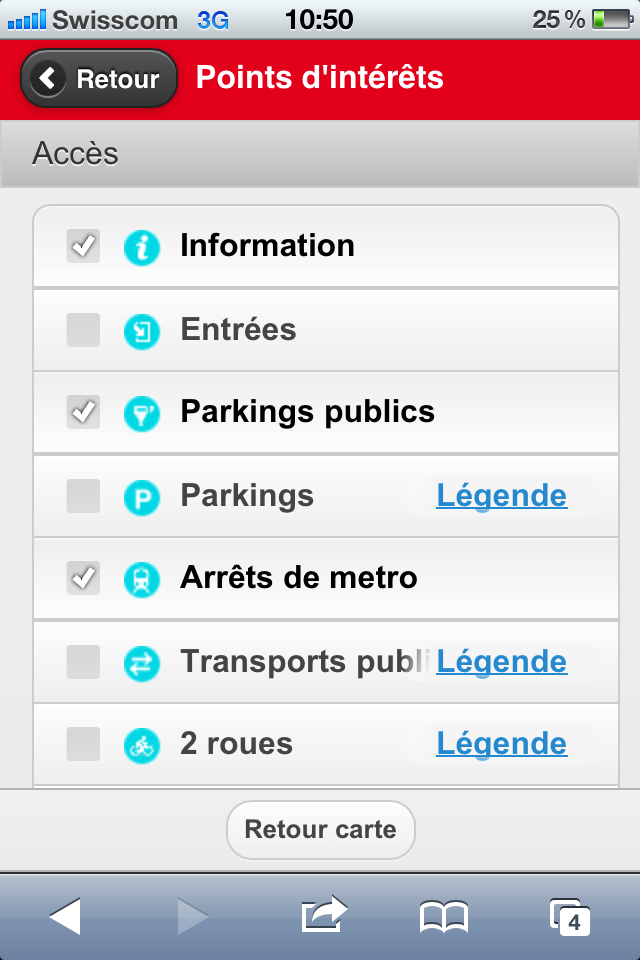 Swisscom 3G 10:50 25 %
Retour Points d'intérêts
Accès
Information
Entrées
Parkings publics
P Parkings Légende
Arrêts de metro
Transports publi Légende
2 roues Légende
Retour carte
4